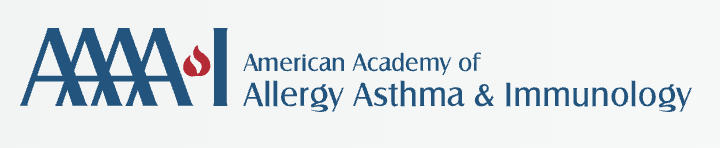 AAAAI
American Academy of
Allergy Asthma & Immunology